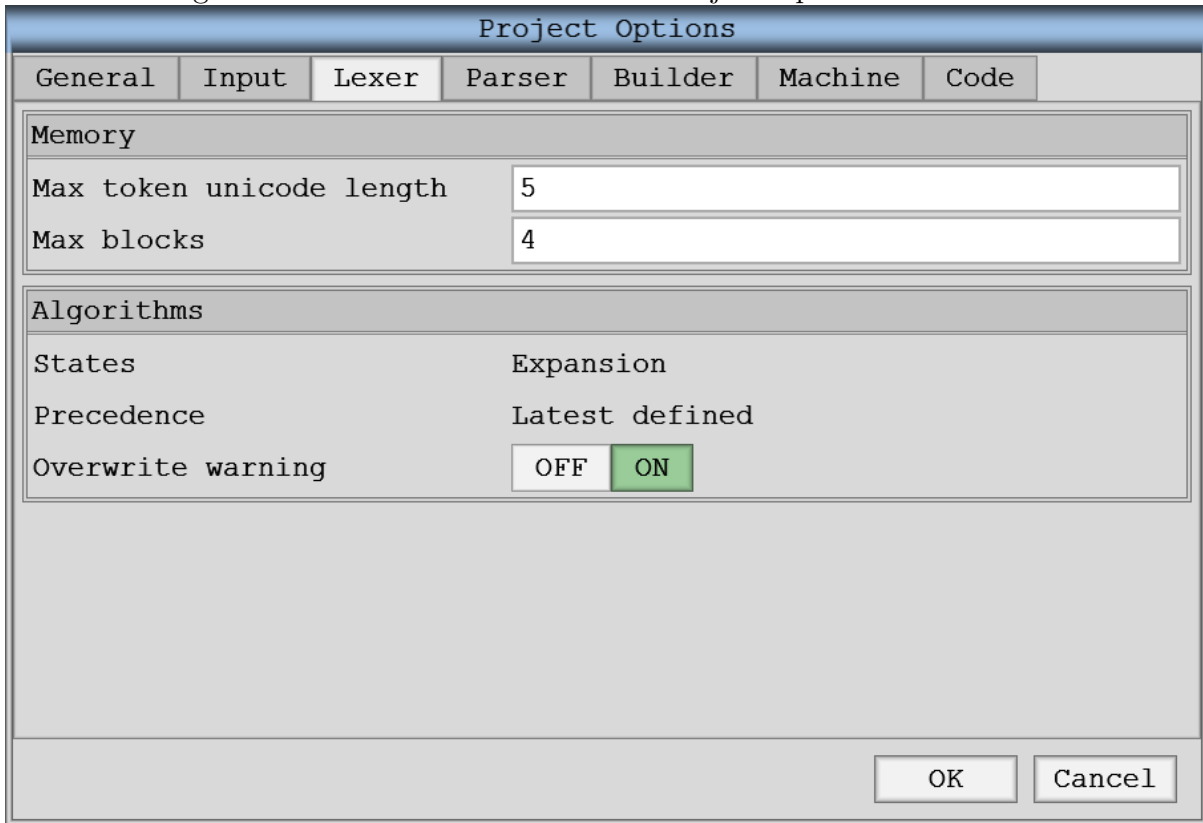 Project Options
General Input Lexer Parser Builder Machine Code
Memory
Max token unicode length 5
Max blocks 4
Algorithms
States Expansion
Precedence Latest defined
Overwrite warning OFF ON
OK Cancel